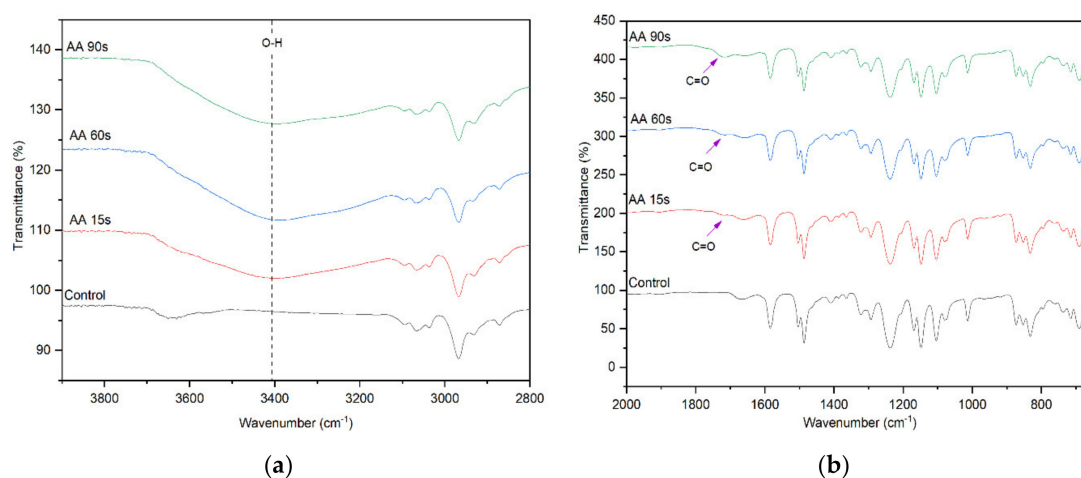 140
130
120
110
100
90
AA 90s
AA 60s
AA 15s
Control
O-H
Transmittance (%)
3800 3600 3400 3200 3000 2800
Wavenumber (cm-1)
(a)
450
400
350
300
250
200
150
100
50
0
AA 90s
C=O
AA 60s
C=O
AA 15s
C=O
Control
Transmittance (%)
2000 1800 1600 1400 1200 1000 800
Wavenumber (cm-1)
(b)